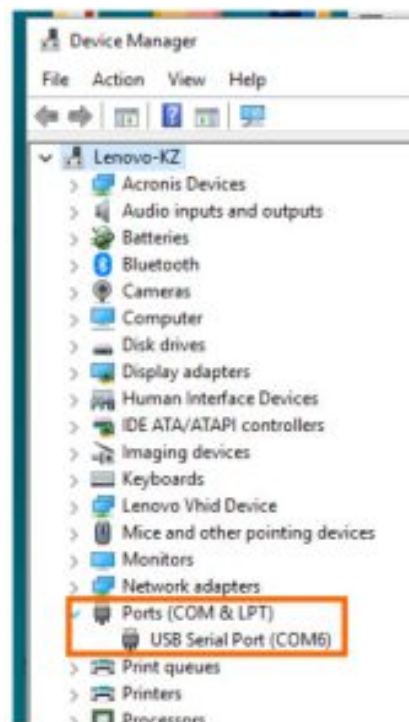 Device Manager
File Action View Help
Lenovo-KZ
Acronis Devices
Audio inputs and outputs
Batteries
Bluetooth
Cameras
Computer
Disk drives
Display adapters
Human Interface Devices
IDE ATA/ATAPI controllers
Imaging devices
Keyboards
Lenovo Vhid Device
Mice and other pointing devices
Monitors
Network adapters
Ports (COM & LPT)
USB Serial Port (COM6)
Print queues
Printers
Processors